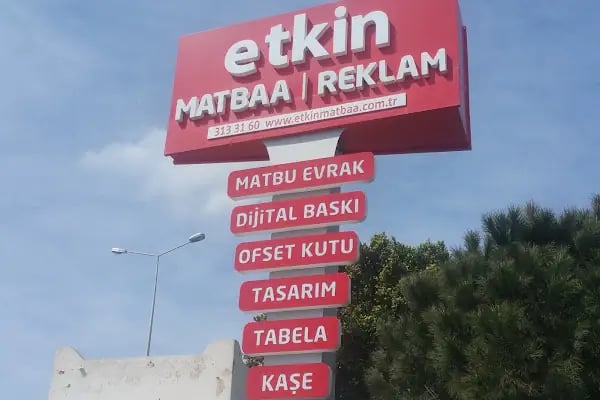 etkin
MATBAA | REKLAM
313 31 60 www.etkinmatbaa.com.tr
MATBU EVRAK
DİJİTAL BASKI
OFSET KUTU
TASARIM
TABELA
KAŞE